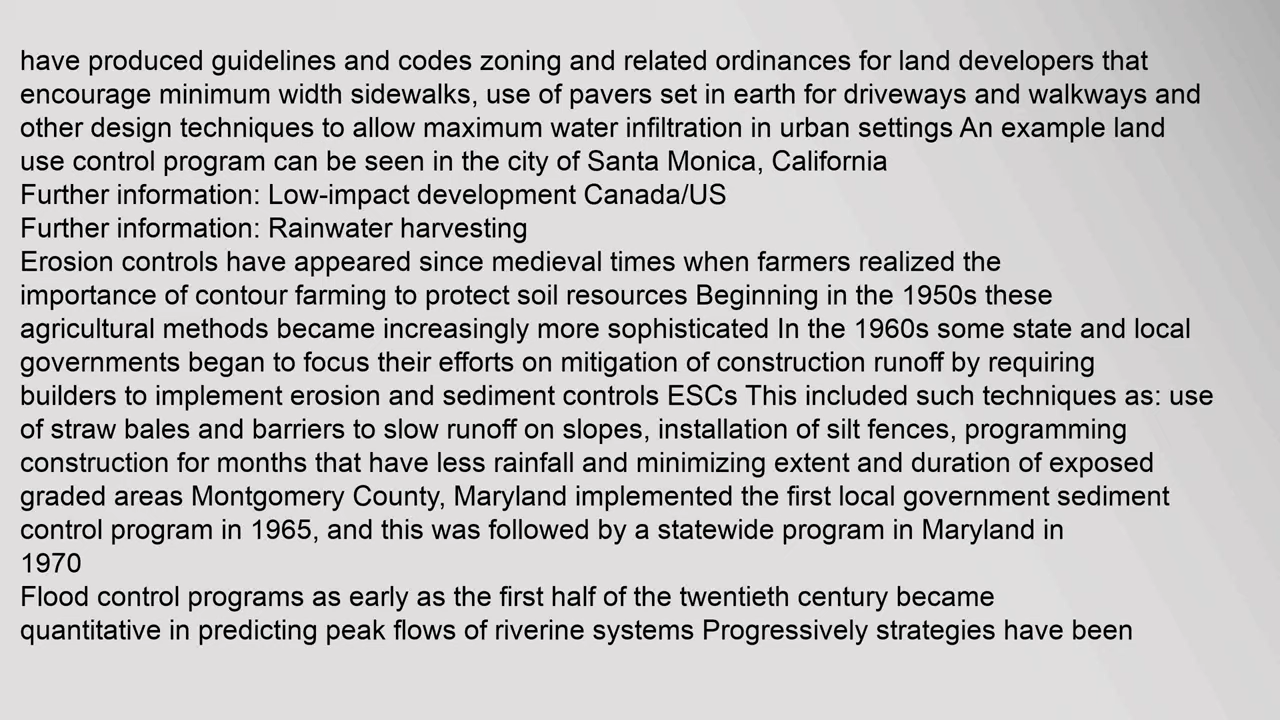 have produced guidelines and codes zoning and related ordinances for land developers that
encourage minimum width sidewalks, use of pavers set in earth for driveways and walkways and
other design techniques to allow maximum water infiltration in urban settings An example land
use control program can be seen in the city of Santa Monica, California
Further information: Low-impact development Canada/US
Further information: Rainwater harvesting
Erosion controls have appeared since medieval times when farmers realized the
importance of contour farming to protect soil resources Beginning in the 1950s these
agricultural methods became increasingly more sophisticated In the 1960s some state and local
governments began to focus their efforts on mitigation of construction runoff by requiring
builders to implement erosion and sediment controls ESCs This included such techniques as: use
of straw bales and barriers to slow runoff on slopes, installation of silt fences, programming
construction for months that have less rainfall and minimizing extent and duration of exposed
graded areas Montgomery County, Maryland implemented the first local government sediment
control program in 1965, and this was followed by a statewide program in Maryland in
1970
Flood control programs as early as the first half of the twentieth century became
quantitative in predicting peak flows of riverine systems Progressively strategies have been